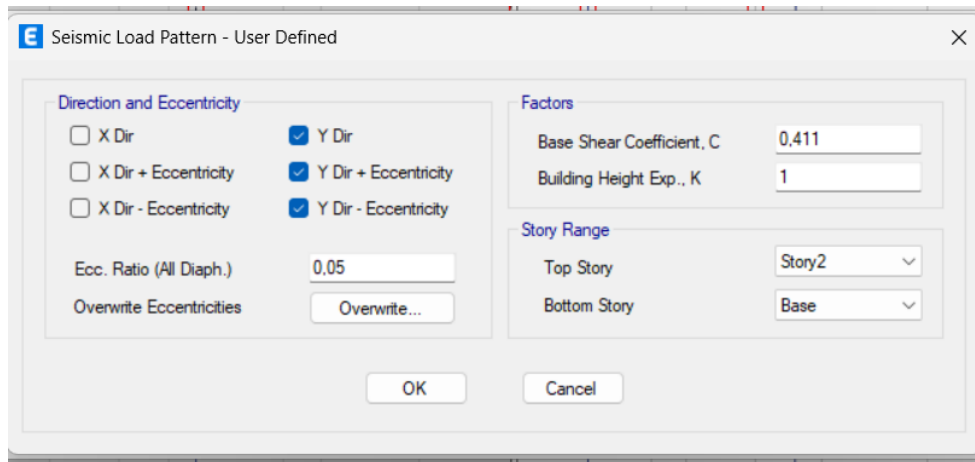 E Seismic Load Pattern - User Defined
Direction and Eccentricity
X Dir
Y Dir
X Dir + Eccentricity
Y Dir + Eccentricity
X Dir - Eccentricity
Y Dir - Eccentricity
Ecc. Ratio (All Diaph.)
0,05
Overwrite Eccentricities
Overwrite...
Factors
Base Shear Coefficient, C
0,411
Building Height Exp., K
1
Story Range
Top Story
Story2
Bottom Story
Base
OK
Cancel